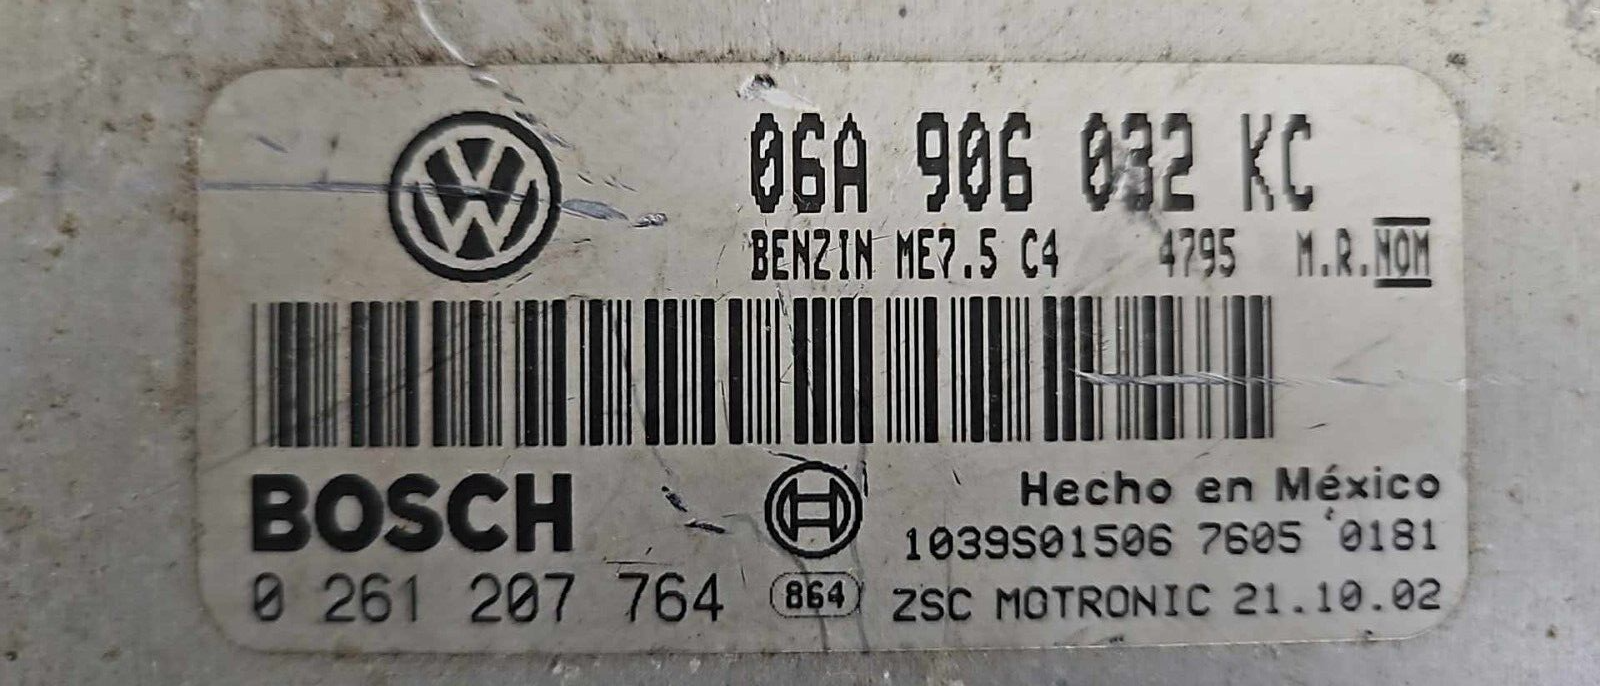 06A 906 032 KC
BENZIN ME7.5 C4 4795 M.R.NOM
BOSCH
Hecho en México
1039S01506 7605 0181
0 261 207 764 864 ZSC MOTRONIC 21.10.02